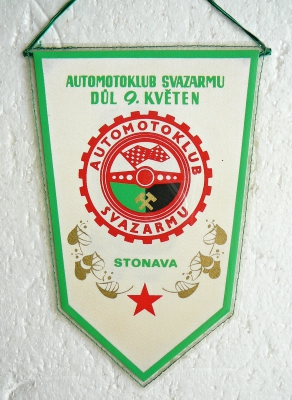 AUTOMOTOKLUB SVAZARMU
DŮL 9. KVĚTEN
AUTOMOTOKLUB
SVAZARMU
STONAVA